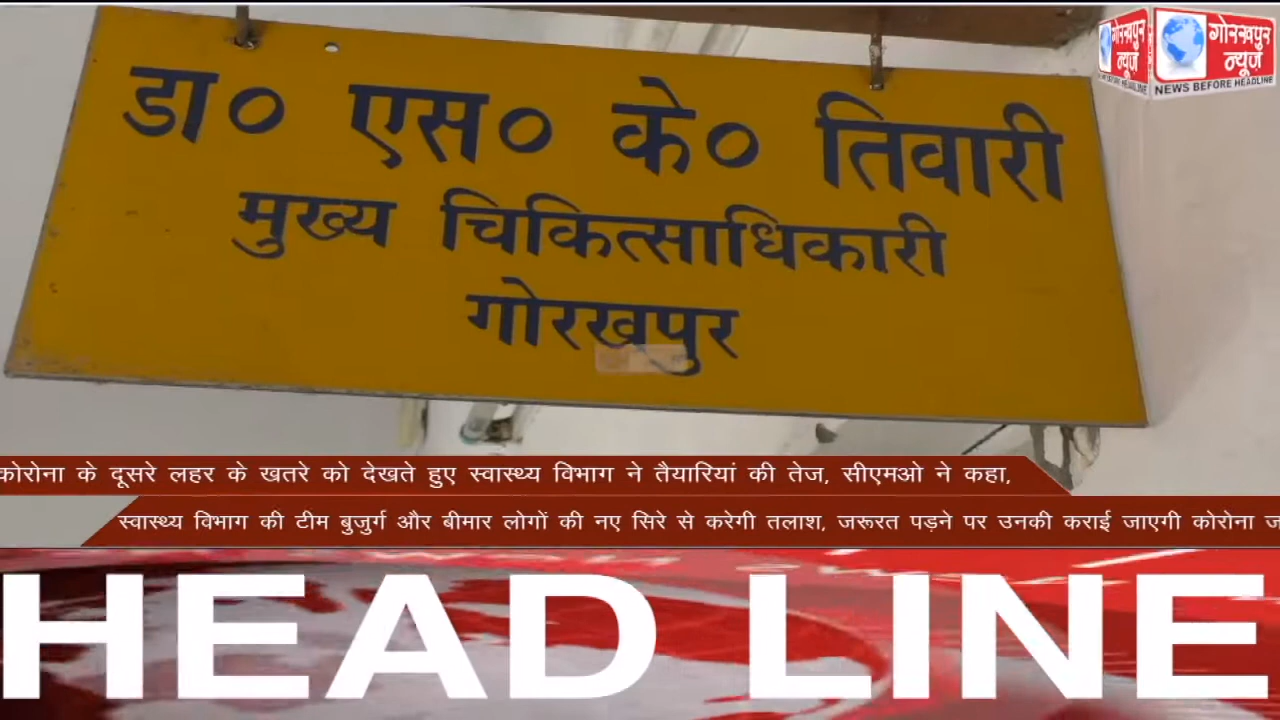 गोरखपुर
न्यूज़
NEWS BEFORE HEADLINE
डा० एस० के० तिवारी
मुख्य चिकित्साधिकारी
गोरखपुर
कोरोना के दूसरे लहर के खतरे को देखते हुए स्वास्थ्य विभाग ने तैयारियां की तेज, सीएमओ ने कहा,
स्वास्थ्य विभाग की टीम बुजुर्ग और बीमार लोगों की नए सिरे से करेगी तलाश, जरूरत पड़ने पर उनकी कराई जाएगी कोरोना
HEAD LINE